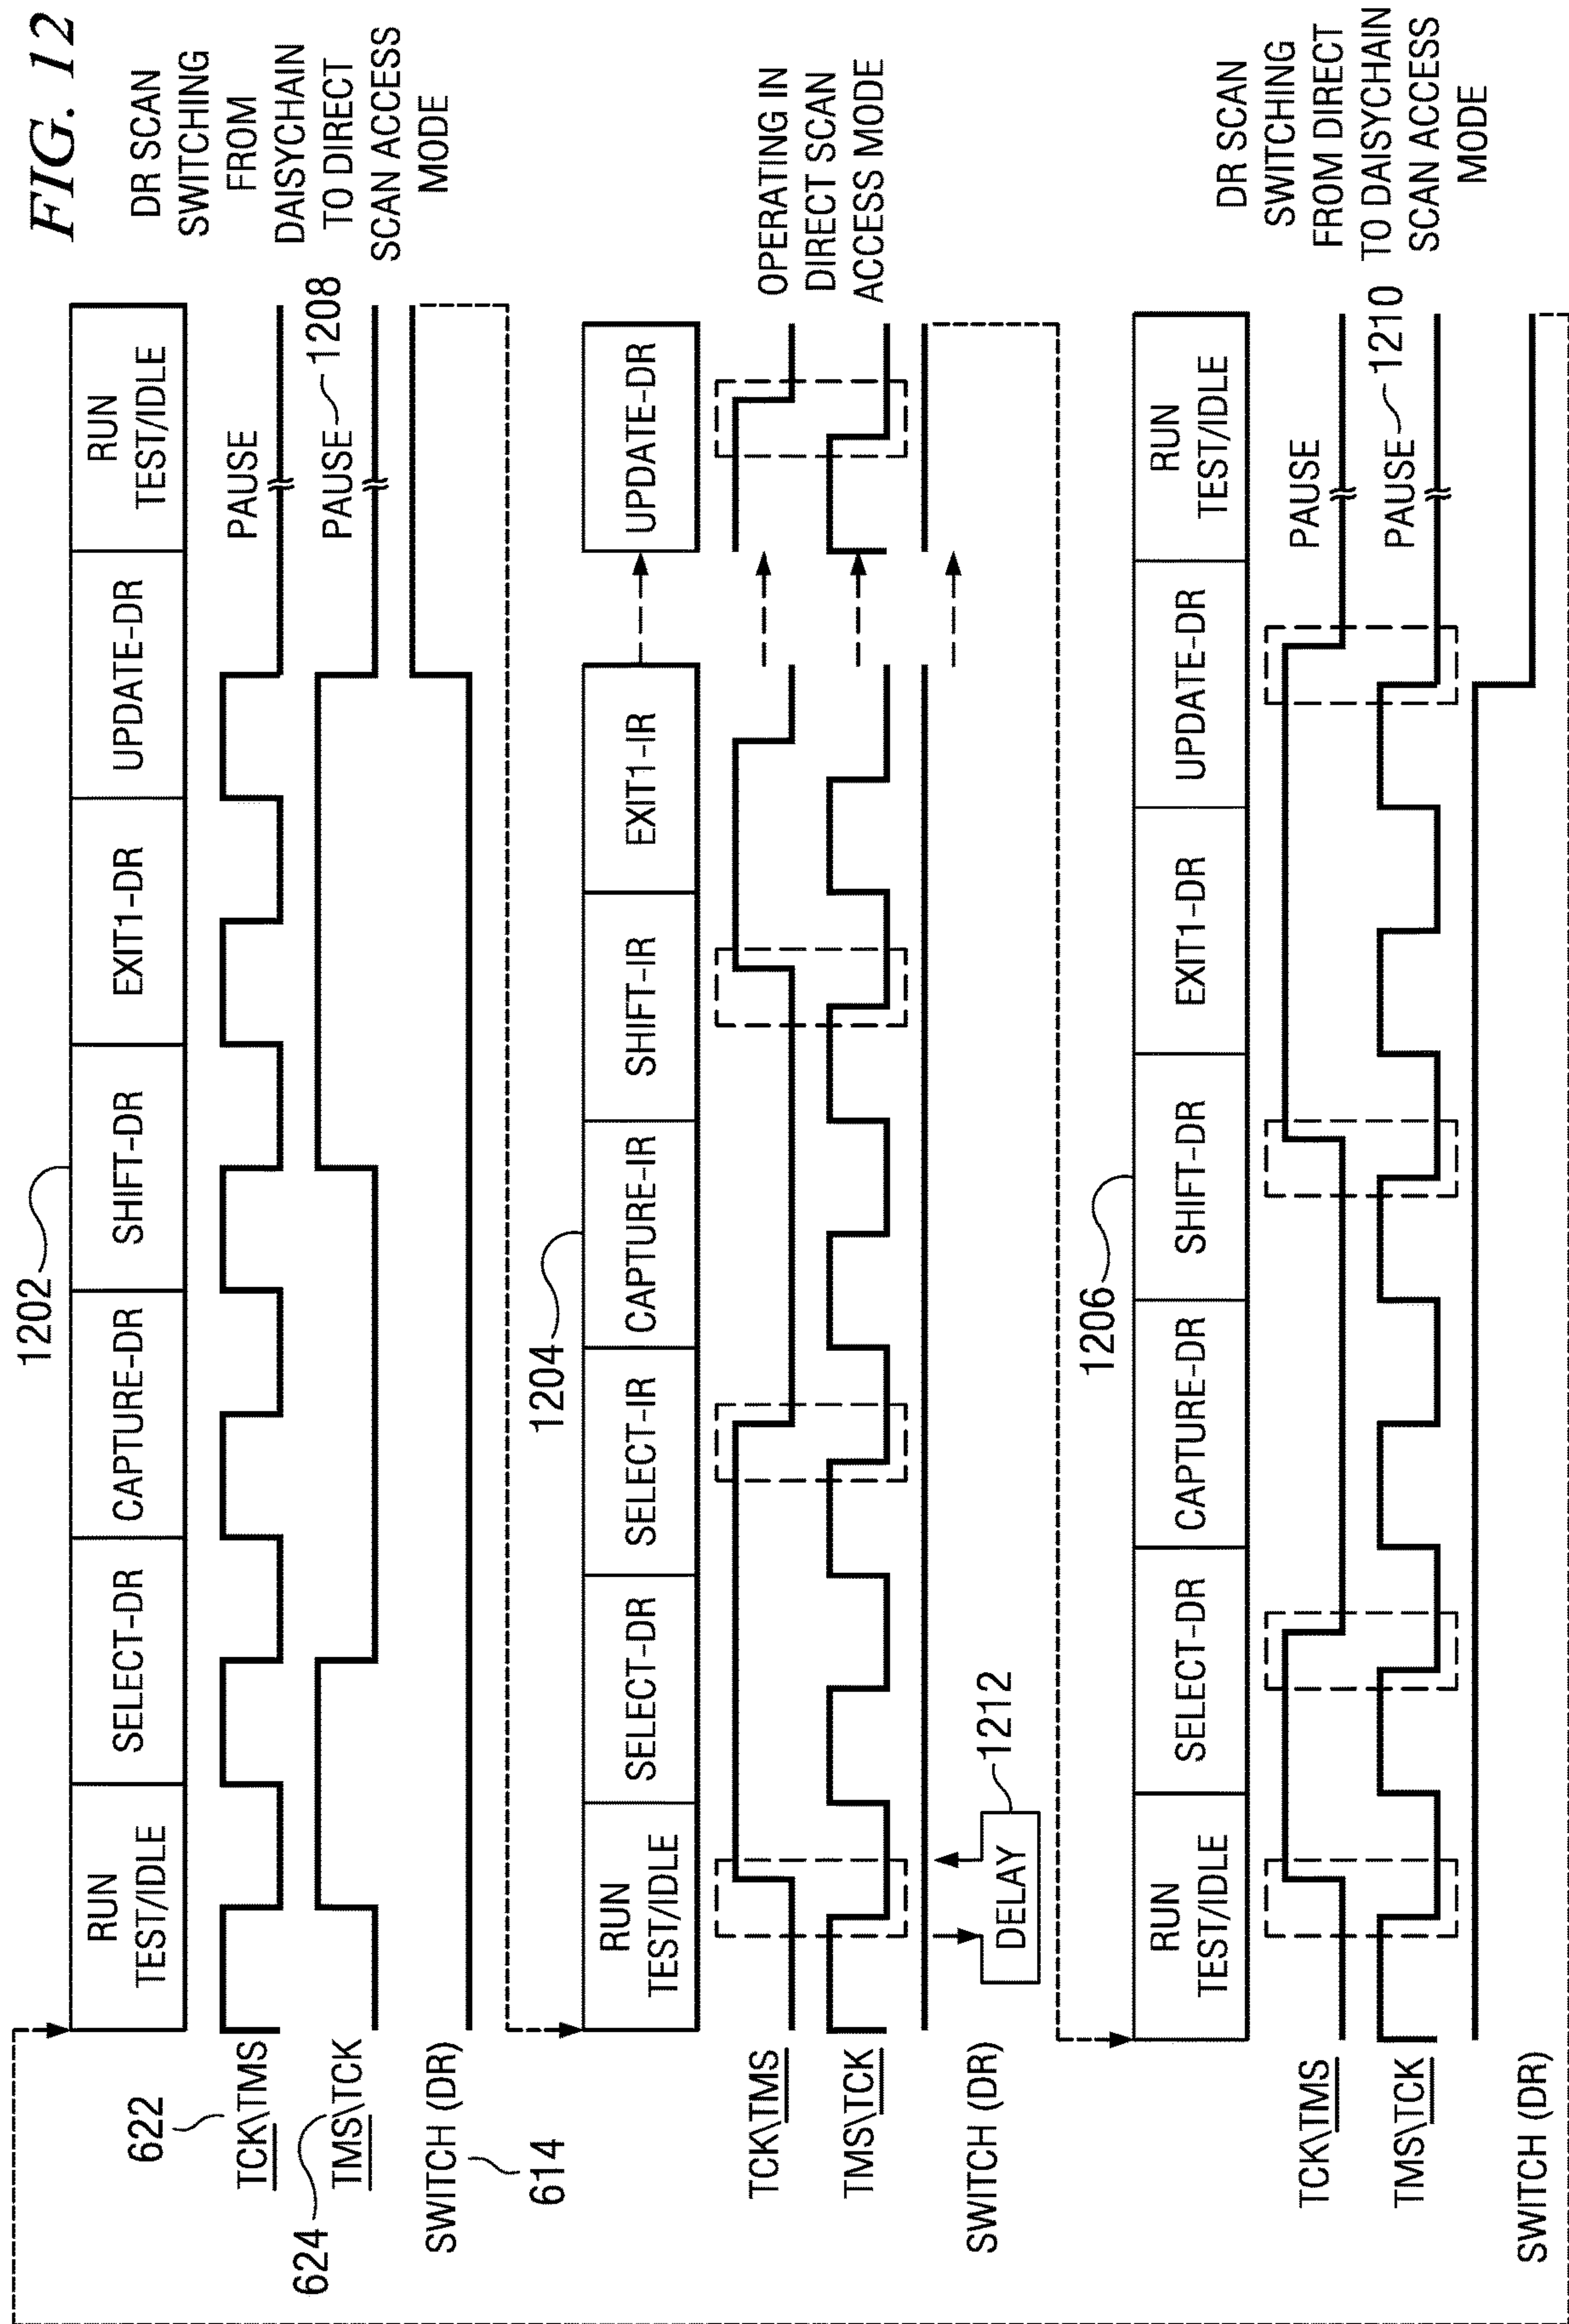 FIG. 12
1202
RUN
TEST/IDLE
SELECT-DR
CAPTURE-DR
SHIFT-DR
EXIT1-DR
UPDATE-DR
RUN
TEST/IDLE
DR SCAN
SWITCHING
FROM
DAISYCHAIN
TO DIRECT
SCAN ACCESS
MODE
622
TCK\TMS
PAUSE
624
TMS\TCK
PAUSE
1208
SWITCH (DR)
614
1204
RUN
TEST/IDLE
SELECT-DR
SELECT-IR
CAPTURE-IR
SHIFT-IR
EXIT1-IR
UPDATE-DR
OPERATING IN
DIRECT SCAN
ACCESS MODE
TCK\TMS
TMS\TCK
SWITCH (DR)
DELAY
1212
1206
RUN
TEST/IDLE
SELECT-DR
CAPTURE-DR
SHIFT-DR
EXIT1-DR
UPDATE-DR
RUN
TEST/IDLE
DR SCAN
SWITCHING
FROM DIRECT
TO DAISYCHAIN
SCAN ACCESS
MODE
TCK\TMS
PAUSE
TMS\TCK
PAUSE
1210
SWITCH (DR)